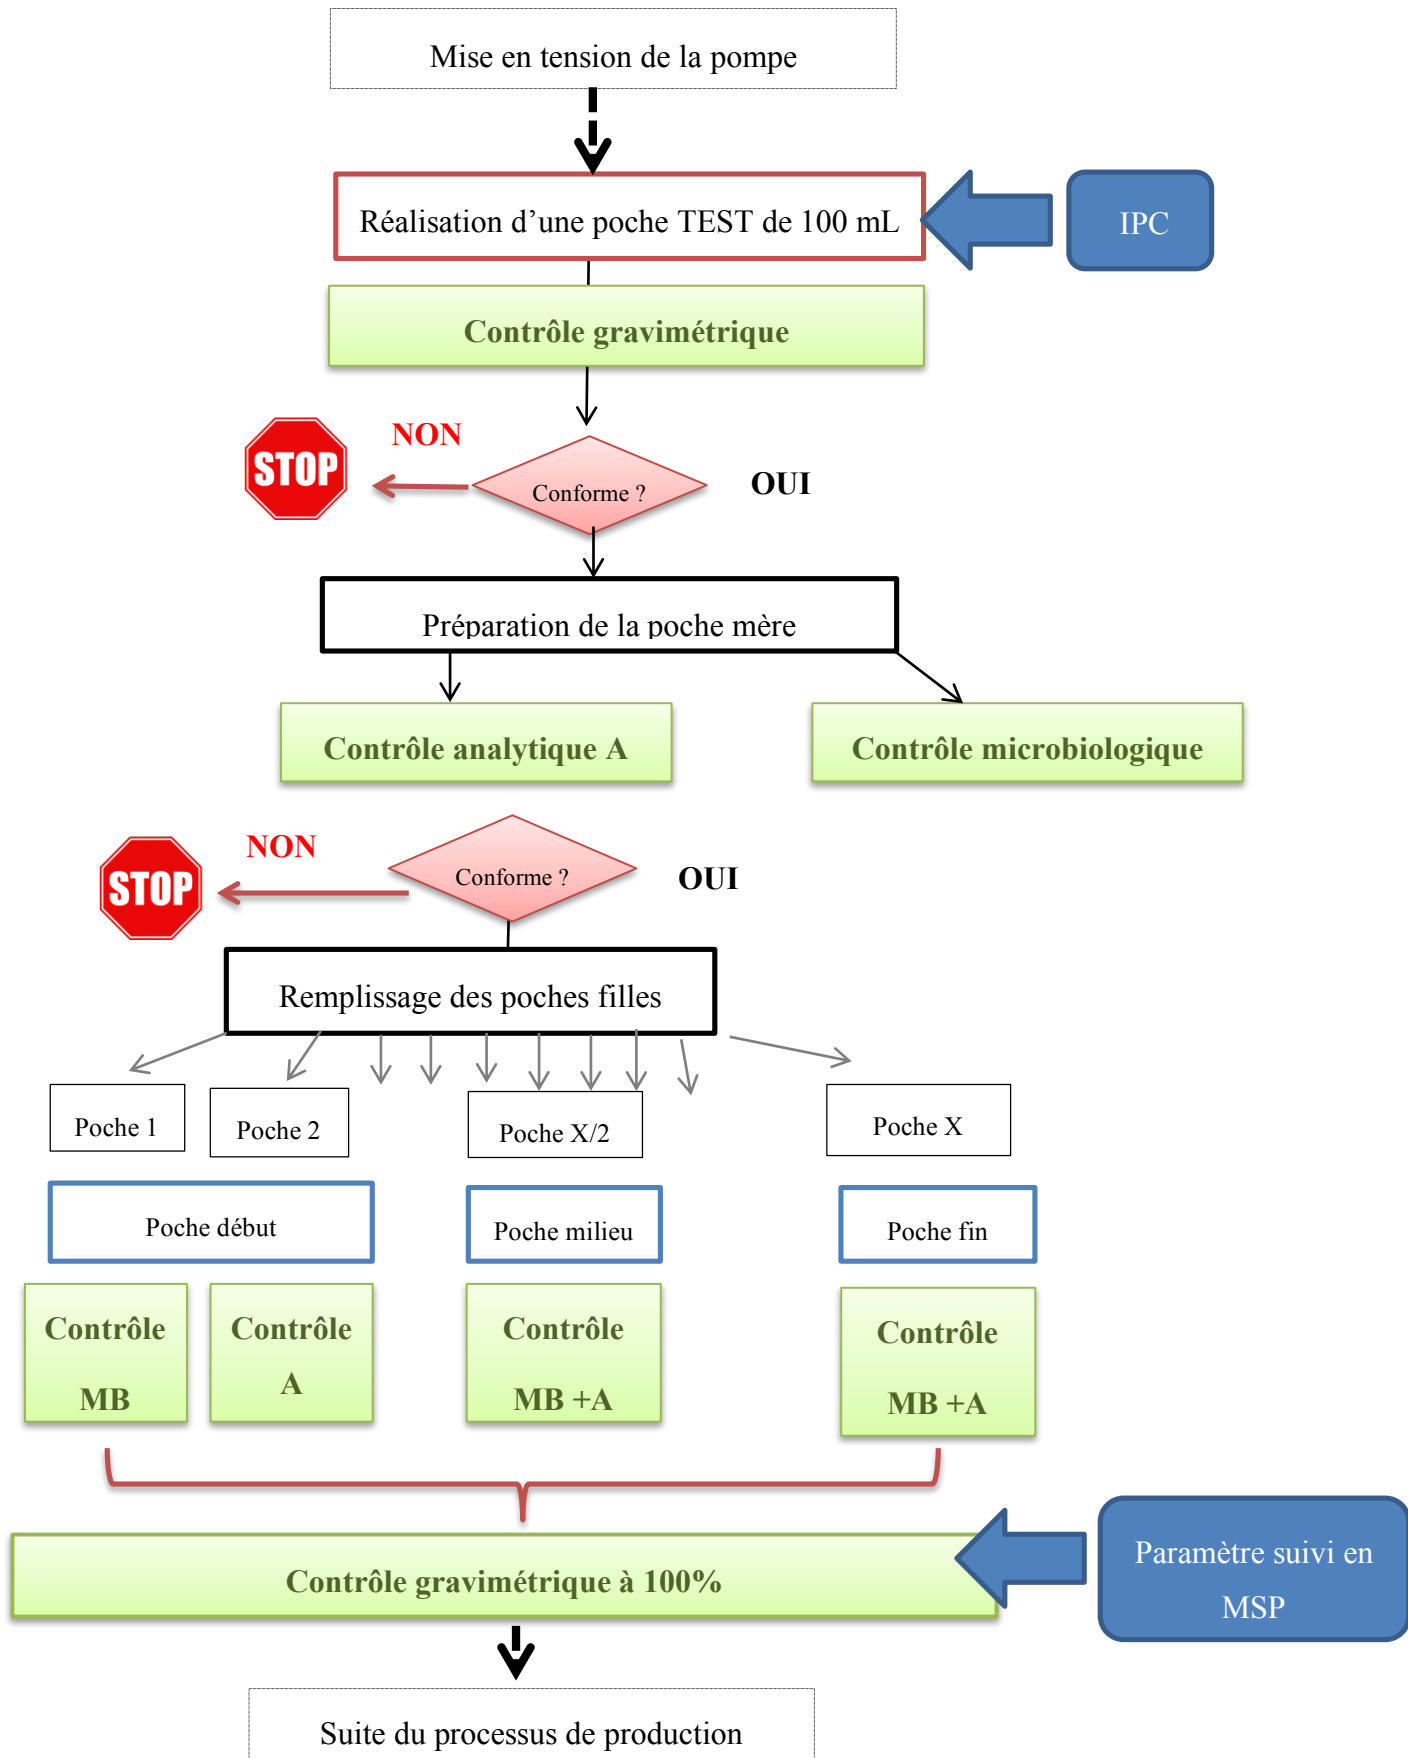 Mise en tension de la pompe
Réalisation d’une poche TEST de 100 mL
IPC
Contrôle gravimétrique
STOP
NON
Conforme ?
OUI
Préparation de la poche mère
Contrôle analytique A
Contrôle microbiologique
STOP
NON
Conforme ?
OUI
Remplissage des poches filles
Poche 1
Poche 2
Poche X/2
Poche X
Poche début
Poche milieu
Poche fin
Contrôle
MB
Contrôle
A
Contrôle
MB +A
Contrôle
MB +A
Contrôle gravimétrique à 100%
Paramètre suivi en
MSP
Suite du processus de production